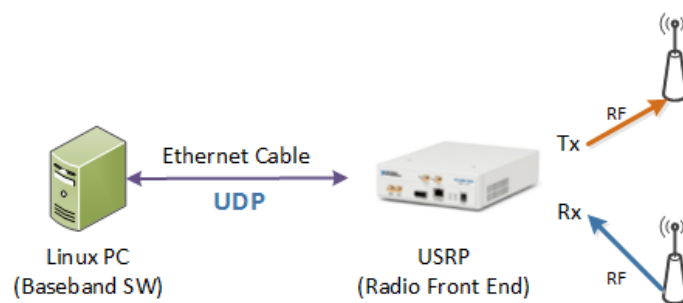 RF
Tx
Ethernet Cable
UDP
Rx
Linux PC
(Baseband SW)
USRP
(Radio Front End)
RF